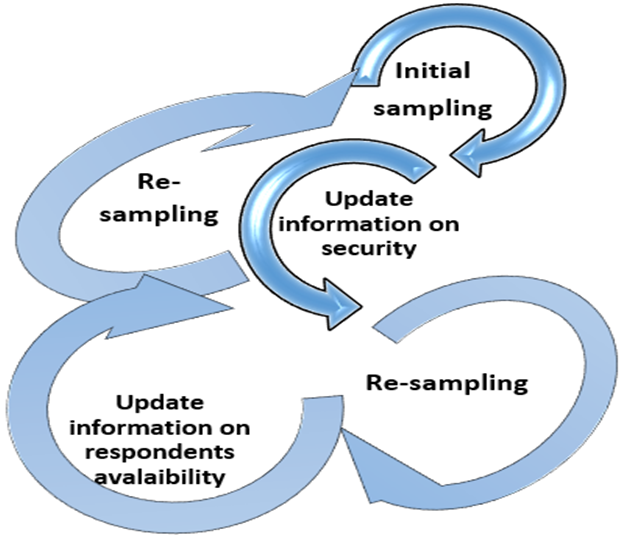 Initial
sampling
Update
information on
security
Re-sampling
Update
information on
respondents
avalaibility
Re-
sampling